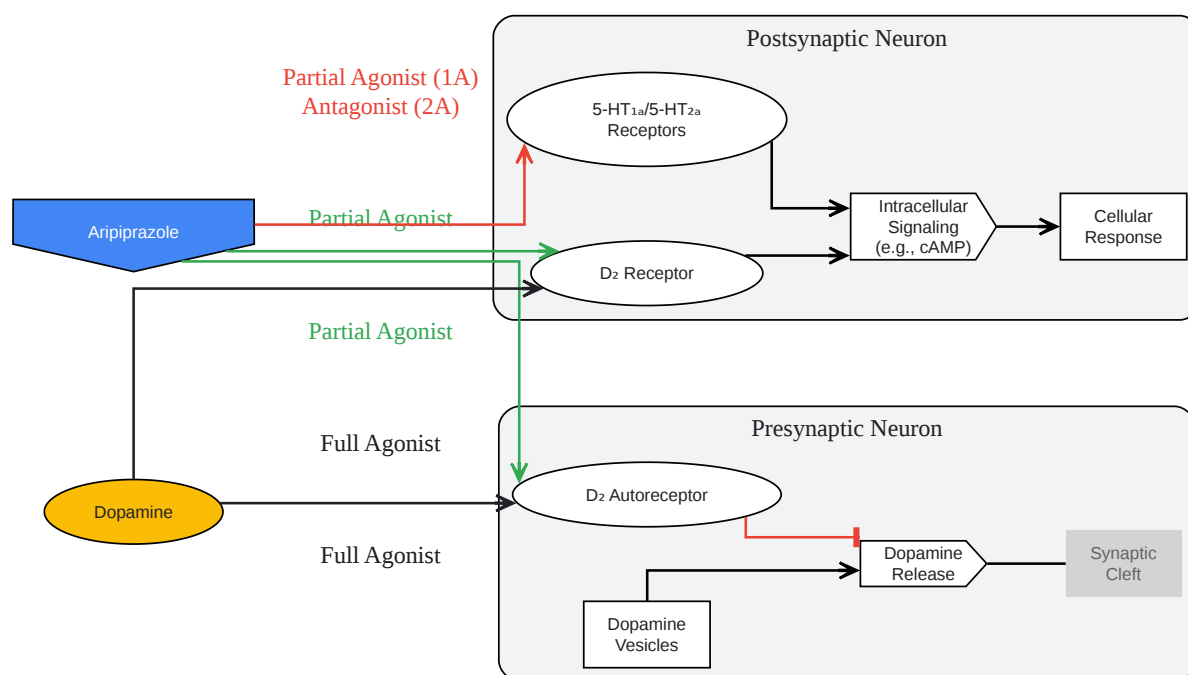 Postsynaptic Neuron
Partial Agonist (1A)
Antagonist (2A)
5-HT₁ₐ/5-HT₂ₐ
Receptors
Partial Agonist
Aripiprazole
Intracellular
Signaling
(e.g., cAMP)
Cellular
Response
D₂ Receptor
Partial Agonist
Presynaptic Neuron
Full Agonist
D₂ Autoreceptor
Dopamine
Full Agonist
Dopamine
Release
Synaptic
Cleft
Dopamine
Vesicles